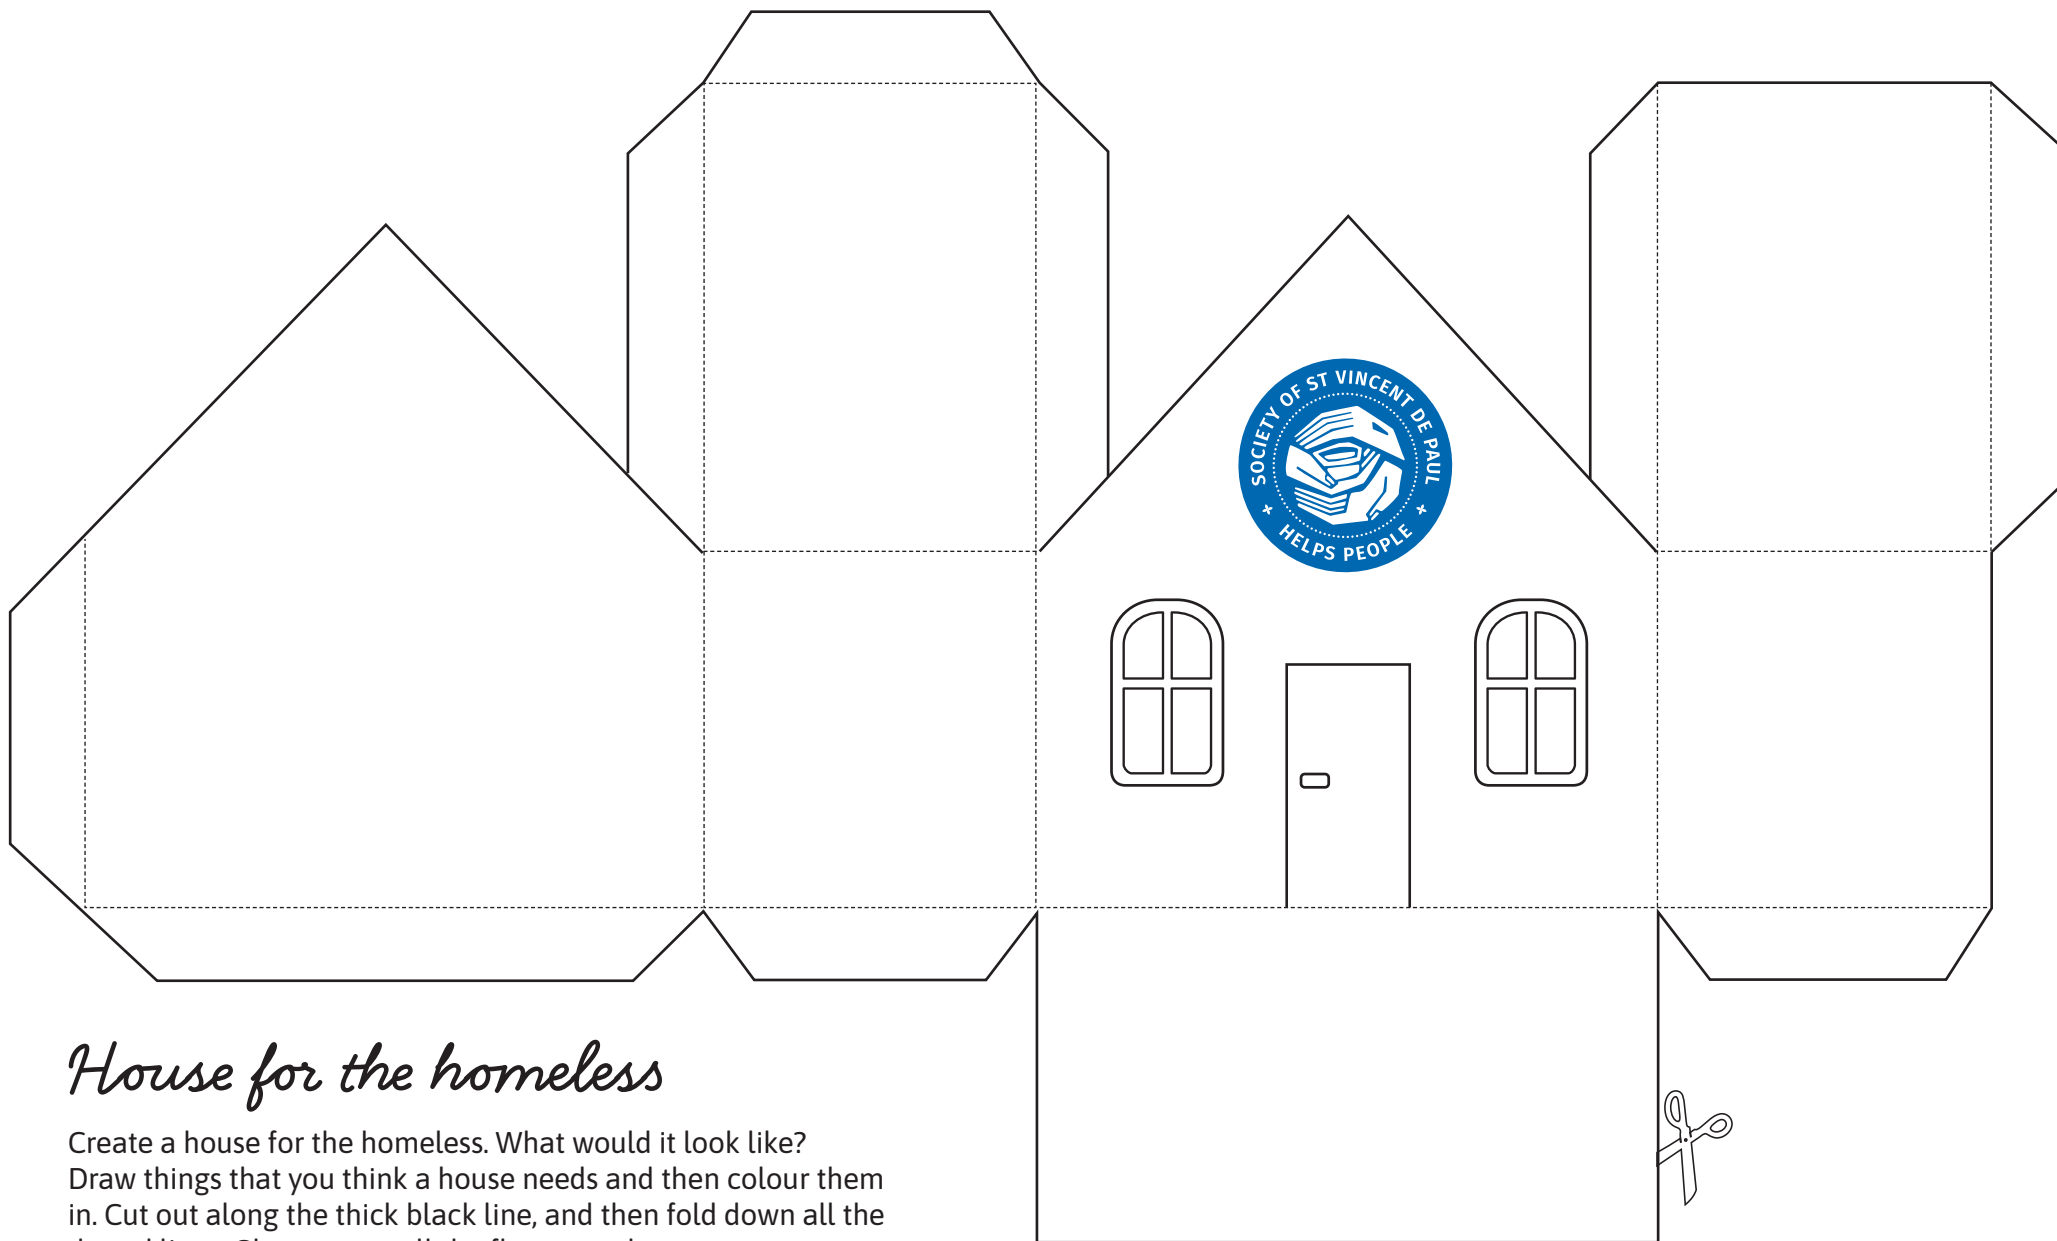 SOCIETY OF ST VINCENT DE PAUL
HELPS PEOPLE
House for the homeless
Create a house for the homeless. What would it look like?
Draw things that you think a house needs and then colour them
in. Cut out along the thick black line, and then fold down all the